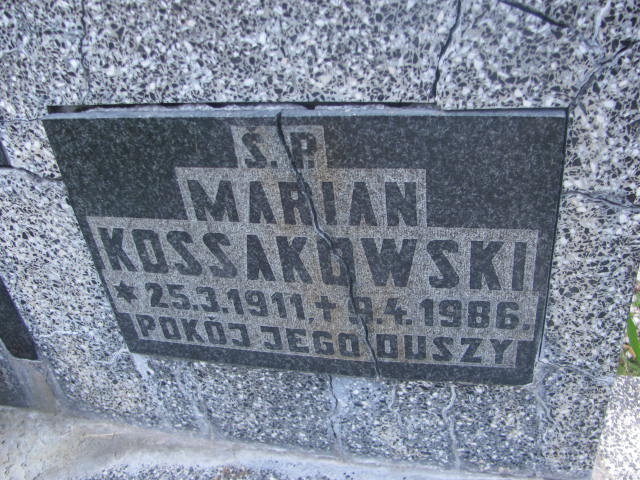 Ś. P.
MARIAN
KOSSAKOWSKI
* 25.3.1911, + 9.4.1986.
POKÓJ JEGO DUSZY